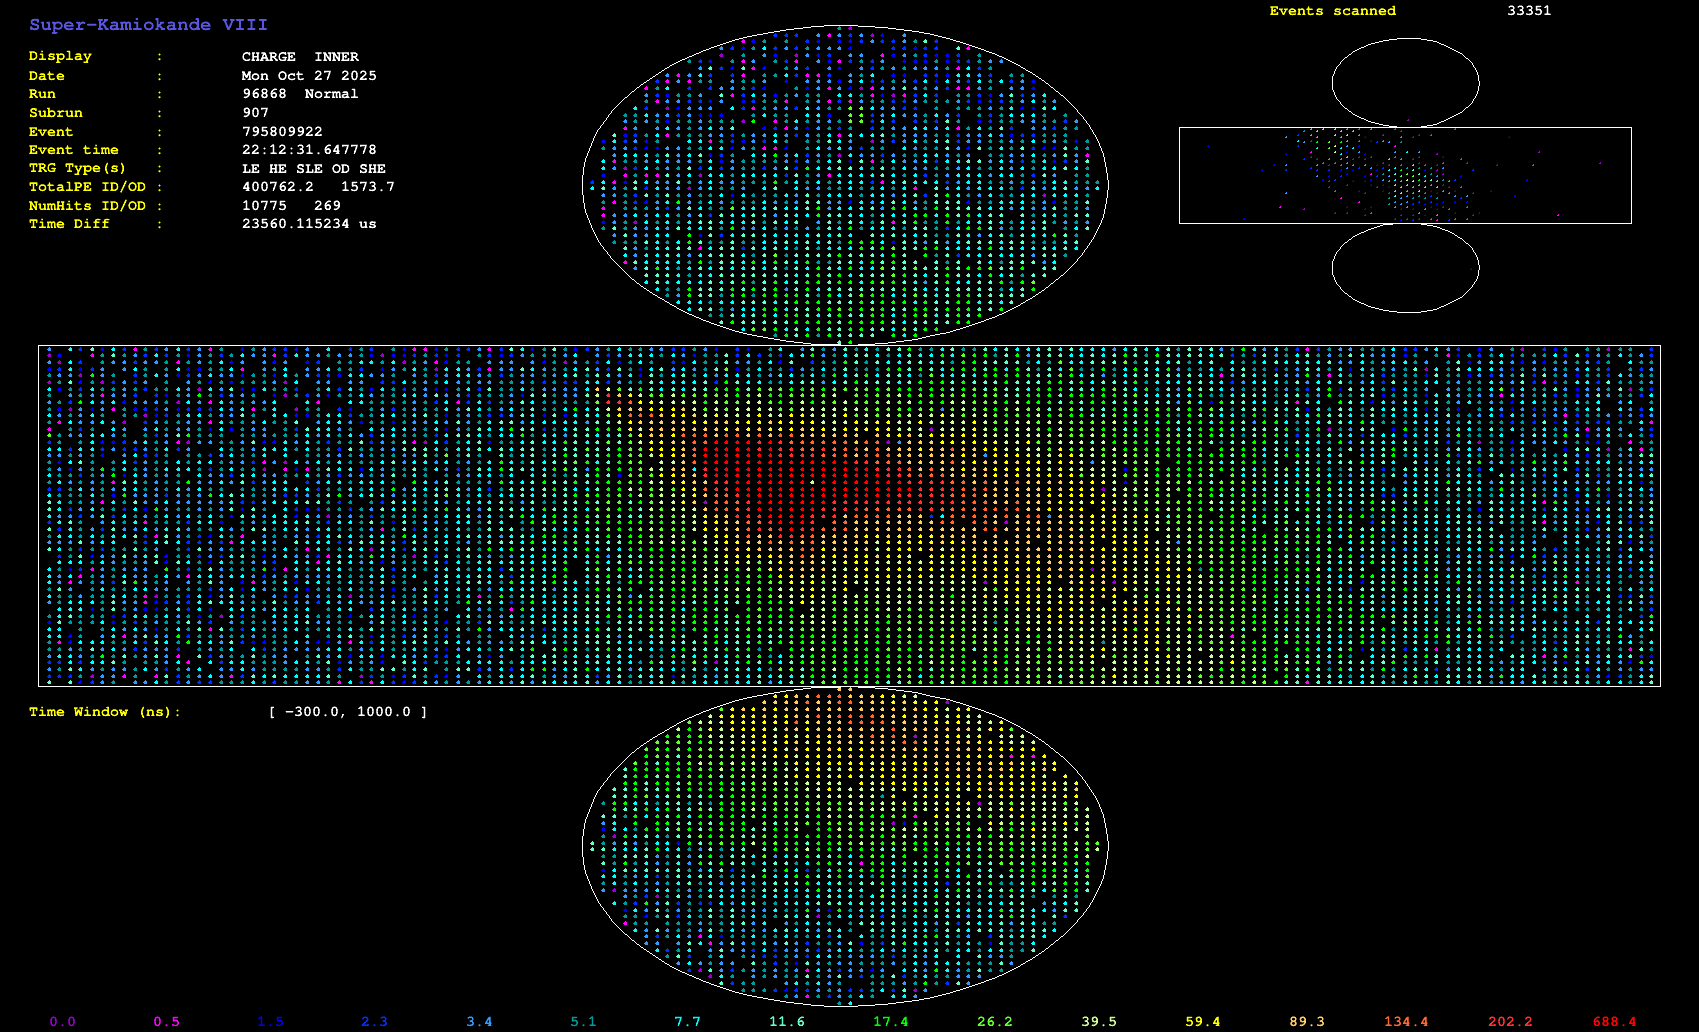 Super-Kamiokande VIII
Events scanned 33351
Display : CHARGE INNER
Date : Mon Oct 27 2025
Run : 96868 Normal
Subrun : 907
Event : 795809922
Event time : 22:12:31.647778
TRG Type(s) : LE HE SLE OD SHE
TotalPE ID/OD : 400762.2 1573.7
NumHits ID/OD : 10775 269
Time Diff : 23560.115234 us
Time Window (ns): [ -300.0, 1000.0 ]
0.0 0.5 1.5 2.3 3.4 5.1 7.7 11.6 17.4 26.2 39.5 59.4 89.3 134.4 202.2 688.4